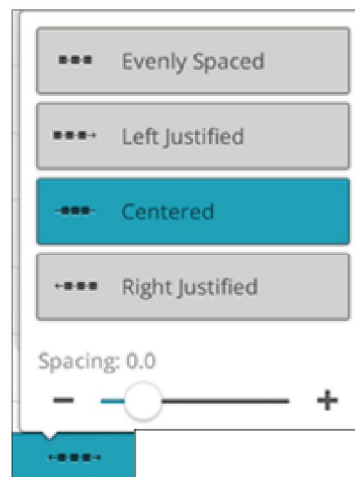 Evenly Spaced
Left Justified
Centered
Right Justified
Spacing: 0.0